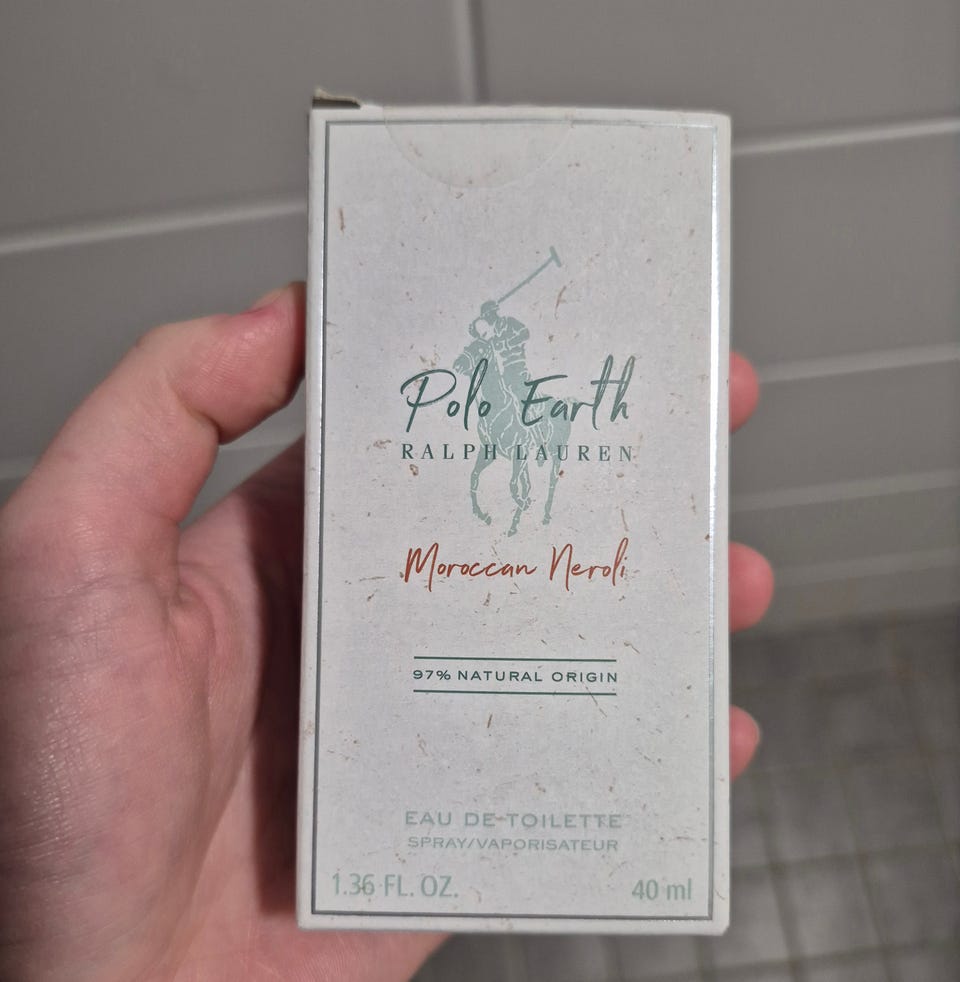 Polo Earth
RALPH LAUREN
Moroccan Neroli
97% NATURAL ORIGIN
EAU DE TOILETTE
SPRAY/VAPORISATEUR
1.36 FL. OZ. 40 ml